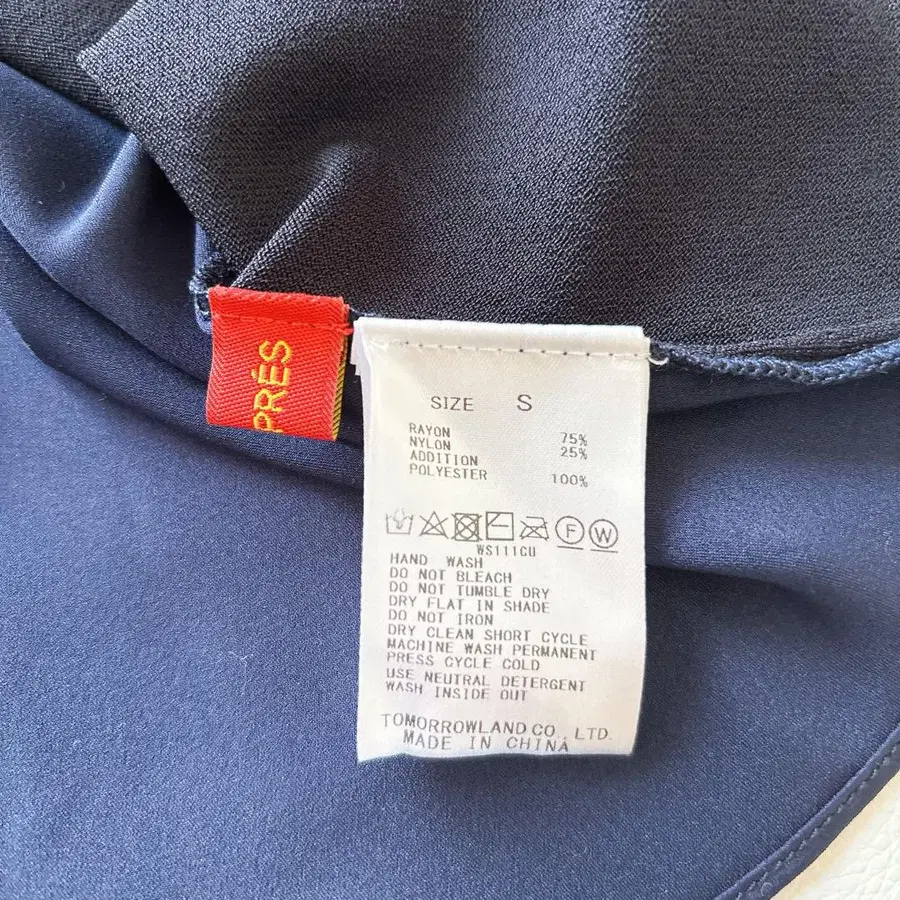 PRÉS
SIZE S
RAYON 75%
NYLON 25%
ADDITION
POLYESTER 100%
F W
WS111GU
HAND WASH
DO NOT BLEACH
DO NOT TUMBLE DRY
DRY FLAT IN SHADE
DO NOT IRON
DRY CLEAN SHORT CYCLE
MACHINE WASH PERMANENT
PRESS CYCLE COLD
USE NEUTRAL DETERGENT
WASH INSIDE OUT
TOMORROWLAND CO., LTD.
MADE IN CHINA